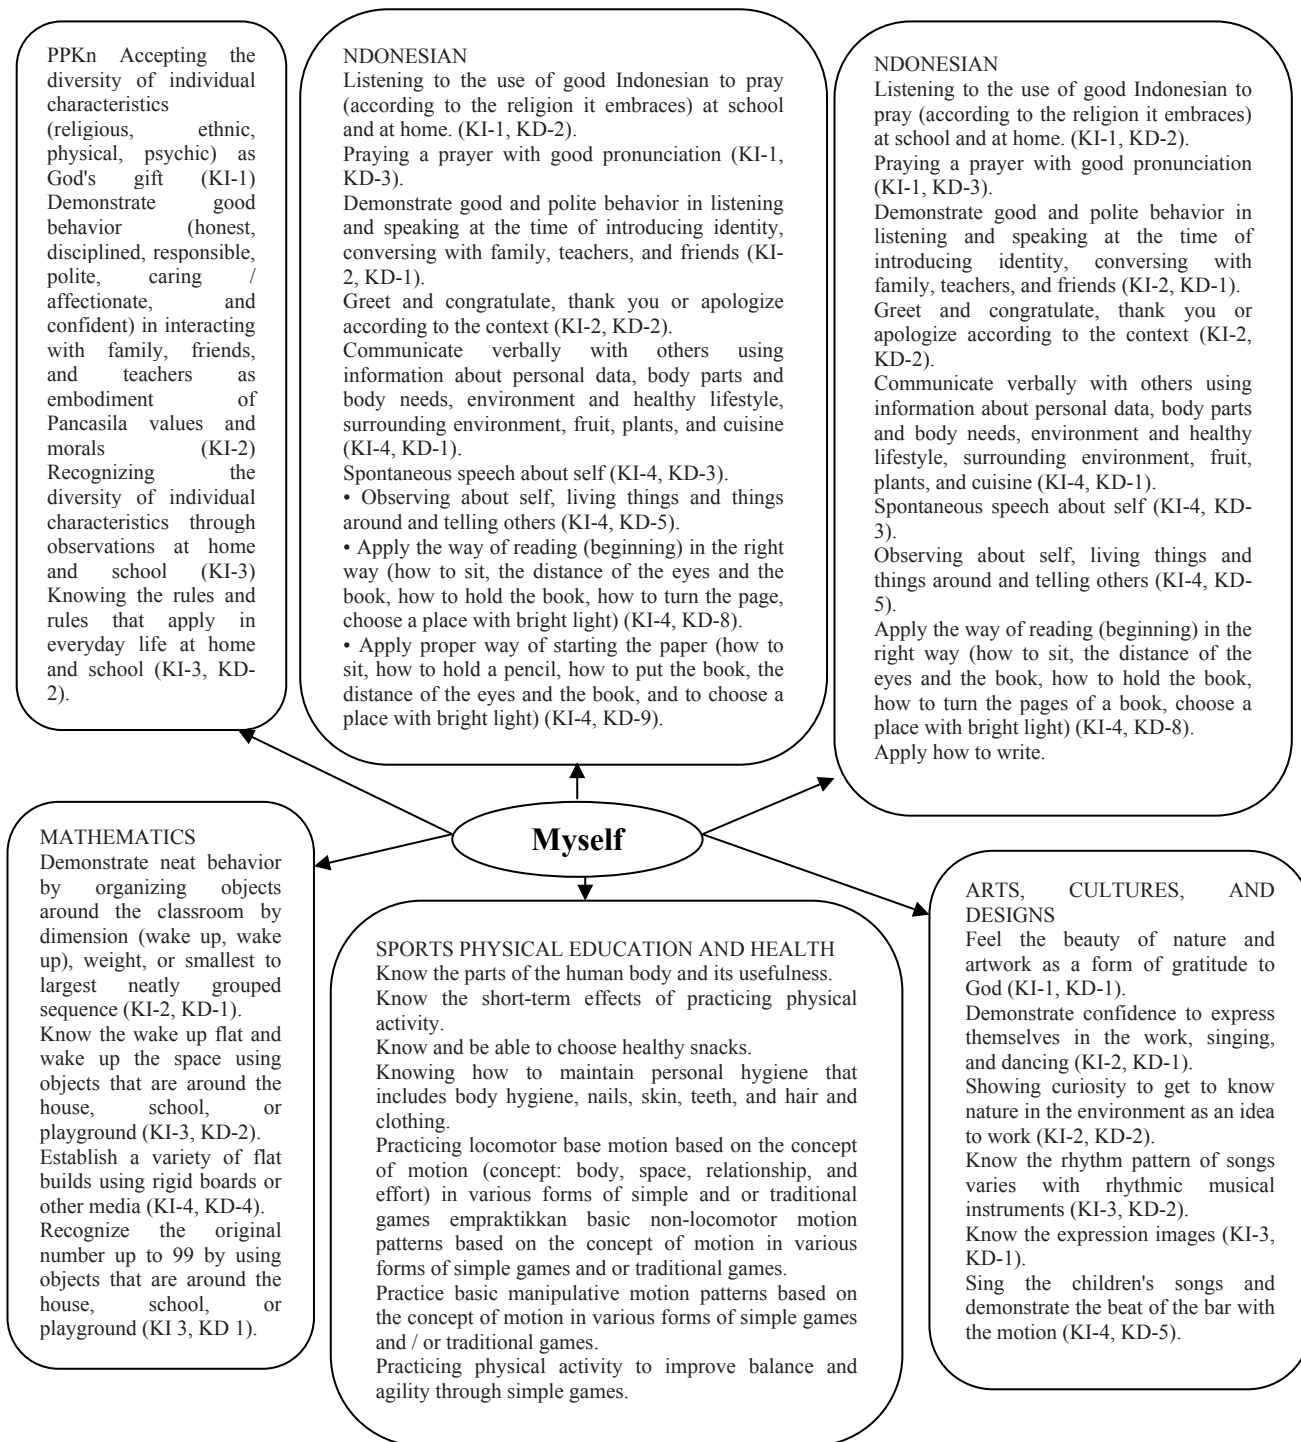 PPKn Accepting the
diversity of individual
characteristics
(religious, ethnic,
physical, psychic) as
God's gift (KI-1)
Demonstrate good
behavior (honest,
disciplined, responsible,
polite, caring /
affectionate, and
confident) in interacting
with family, friends,
and teachers as
embodiment of
Pancasila values and
morals (KI-2)
Recognizing the
diversity of individual
characteristics through
observations at home
and school (KI-3)
Knowing the rules and
rules that apply in
everyday life at home
and school (KI-3, KD-
2).
NDONESIAN
Listening to the use of good Indonesian to pray
(according to the religion it embraces) at school
and at home. (KI-1, KD-2).
Praying a prayer with good pronunciation (KI-1,
KD-3).
Demonstrate good and polite behavior in listening
and speaking at the time of introducing identity,
conversing with family, teachers, and friends (KI-
2, KD-1).
Greet and congratulate, thank you or apologize
according to the context (KI-2, KD-2).
Communicate verbally with others using
information about personal data, body parts and
body needs, environment and healthy lifestyle,
surrounding environment, fruit, plants, and cuisine
(KI-4, KD-1).
Spontaneous speech about self (KI-4, KD-3).
• Observing about self, living things and things
around and telling others (KI-4, KD-5).
• Apply the way of reading (beginning) in the right
way (how to sit, the distance of the eyes and the
book, how to hold the book, how to turn the page,
choose a place with bright light) (KI-4, KD-8).
• Apply proper way of starting the paper (how to
sit, how to hold a pencil, how to put the book, the
distance of the eyes and the book, and to choose a
place with bright light) (KI-4, KD-9).
NDONESIAN
Listening to the use of good Indonesian to
pray (according to the religion it embraces)
at school and at home. (KI-1, KD-2).
Praying a prayer with good pronunciation
(KI-1, KD-3).
Demonstrate good and polite behavior in
listening and speaking at the time of
introducing identity, conversing with
family, teachers, and friends (KI-2, KD-1).
Greet and congratulate, thank you or
apologize according to the context (KI-2,
KD-2).
Communicate verbally with others using
information about personal data, body parts
and body needs, environment and healthy
lifestyle, surrounding environment, fruit,
plants, and cuisine (KI-4, KD-1).
Spontaneous speech about self (KI-4, KD-
3).
Observing about self, living things and
things around and telling others (KI-4, KD-
5).
Apply the way of reading (beginning) in the
right way (how to sit, the distance of the
eyes and the book, how to hold the book,
how to turn the pages of a book, choose a
place with bright light) (KI-4, KD-8).
Apply how to write.
Myself
MATHEMATICS
Demonstrate neat behavior
by organizing objects
around the classroom by
dimension (wake up, wake
up), weight, or smallest to
largest neatly grouped
sequence (KI-2, KD-1).
Know the wake up flat and
wake up the space using
objects that are around the
house, school, or
playground (KI-3, KD-2).
Establish a variety of flat
builds using rigid boards or
other media (KI-4, KD-4).
Recognize the original
number up to 99 by using
objects that are around the
house, school, or
playground (KI 3, KD 1).
SPORTS PHYSICAL EDUCATION AND HEALTH
Know the parts of the human body and its usefulness.
Know the short-term effects of practicing physical
activity.
Know and be able to choose healthy snacks.
Knowing how to maintain personal hygiene that
includes body hygiene, nails, skin, teeth, and hair and
clothing.
Practicing locomotor base motion based on the concept
of motion (concept: body, space, relationship, and
effort) in various forms of simple and or traditional
games empraktikkan basic non-locomotor motion
patterns based on the concept of motion in various
forms of simple games and or traditional games.
Practice basic manipulative motion patterns based on
the concept of motion in various forms of simple games
and / or traditional games.
Practicing physical activity to improve balance and
agility through simple games.
ARTS, CULTURES, AND
DESIGNS
Feel the beauty of nature and
artwork as a form of gratitude to
God (KI-1, KD-1).
Demonstrate confidence to express
themselves in the work, singing,
and dancing (KI-2, KD-1).
Showing curiosity to get to know
nature in the environment as an idea
to work (KI-2, KD-2).
Know the rhythm pattern of songs
varies with rhythmic musical
instruments (KI-3, KD-2).
Know the expression images (KI-3,
KD-1).
Sing the children's songs and
demonstrate the beat of the bar with
the motion (KI-4, KD-5).